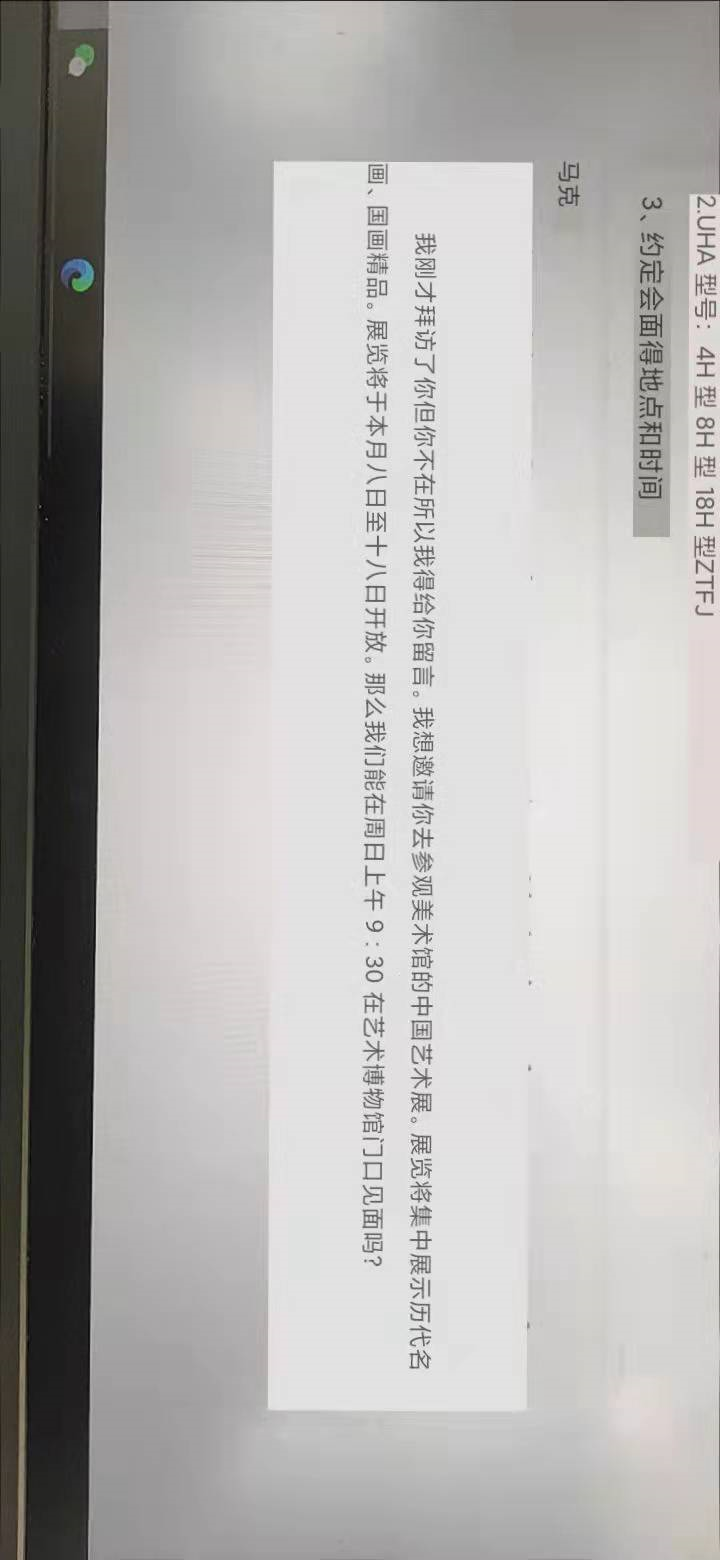 2.UHA 型号： 4H 型 8H 型 18H 型ZTFJ
3、约定会面得地点和时间
马克
我刚才拜访了你但你不在所以我得给你留言。我想邀请你去参观美术馆的中国艺术展。展览将集中展示历代名
画、国画精品。展览将于本月八日至十八日开放。那么我们能在周日上午 9：30 在艺术博物馆门口见面吗？